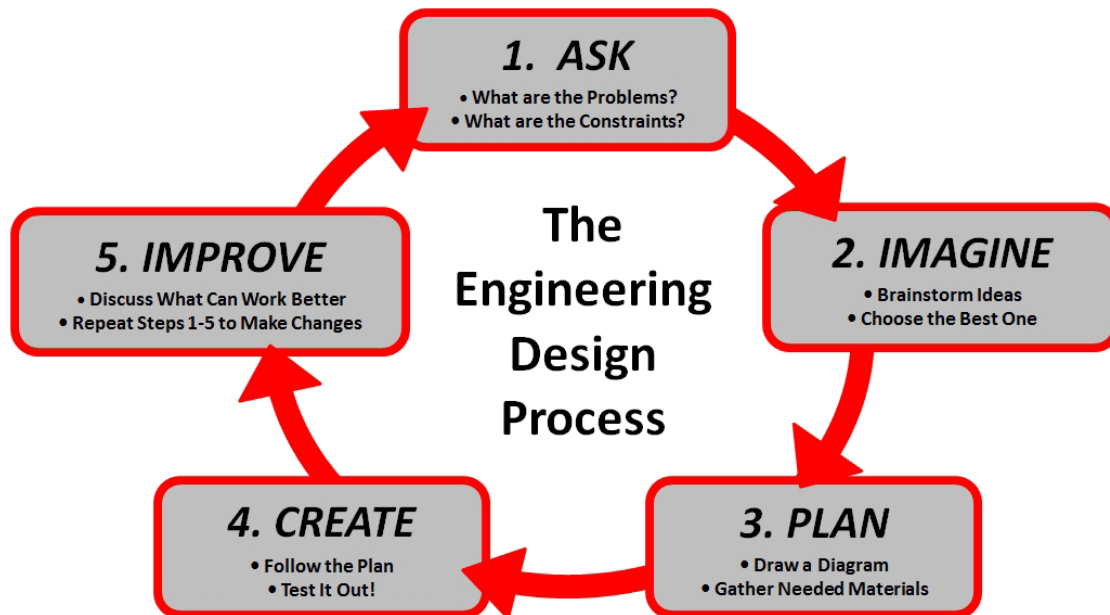 1. ASK
• What are the Problems?
• What are the Constraints?
The
Engineering
Design
Process
2. IMAGINE
• Brainstorm Ideas
• Choose the Best One
3. PLAN
• Draw a Diagram
• Gather Needed Materials
4. CREATE
• Follow the Plan
• Test It Out!
5. IMPROVE
• Discuss What Can Work Better
• Repeat Steps 1-5 to Make Changes